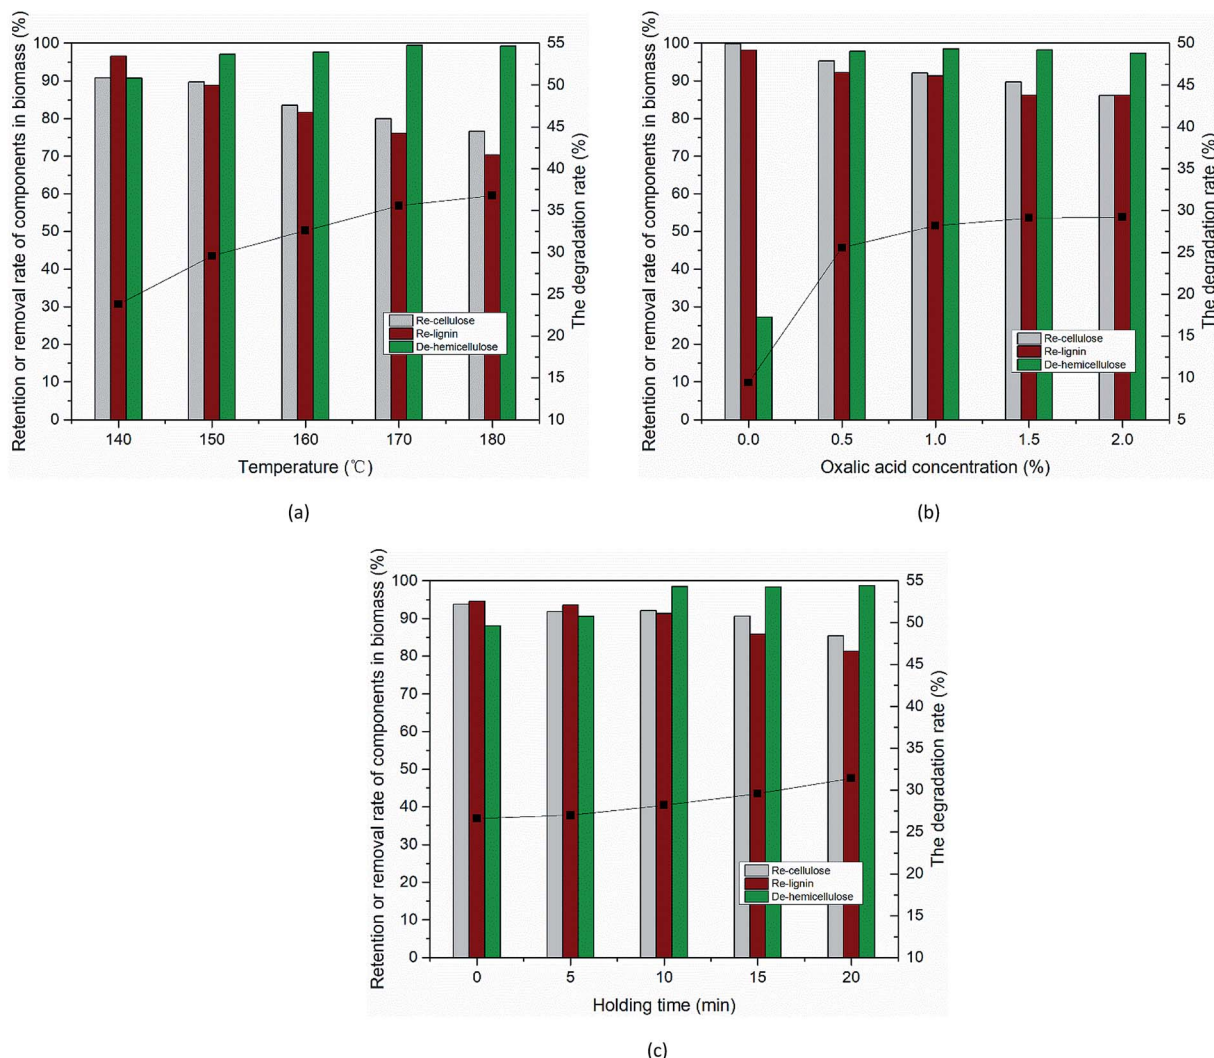 Retention or removal rate of components in biomass (%)
100
90
80
70
60
50
40
30
20
10
0
55
50
45
40
35
30
25
20
15
10
The degradation rate (%)
Re-cellulose
Re-lignin
De-hemicellulose
140 150 160 170 180
Temperature (℃)
(a)
Retention or removal rate of components in biomass (%)
100
90
80
70
60
50
40
30
20
10
0
50
45
40
35
30
25
20
15
10
5
The degradation rate (%)
Re-cellulose
Re-lignin
De-hemicellulose
0.0 0.5 1.0 1.5 2.0
Oxalic acid concentration (%)
(b)
Retention or removal rate of components in biomass (%)
100
90
80
70
60
50
40
30
20
10
0
55
50
45
40
35
30
25
20
15
10
The degradation rate (%)
Re-cellulose
Re-lignin
De-hemicellulose
0 5 10 15 20
Holding time (min)
(c)